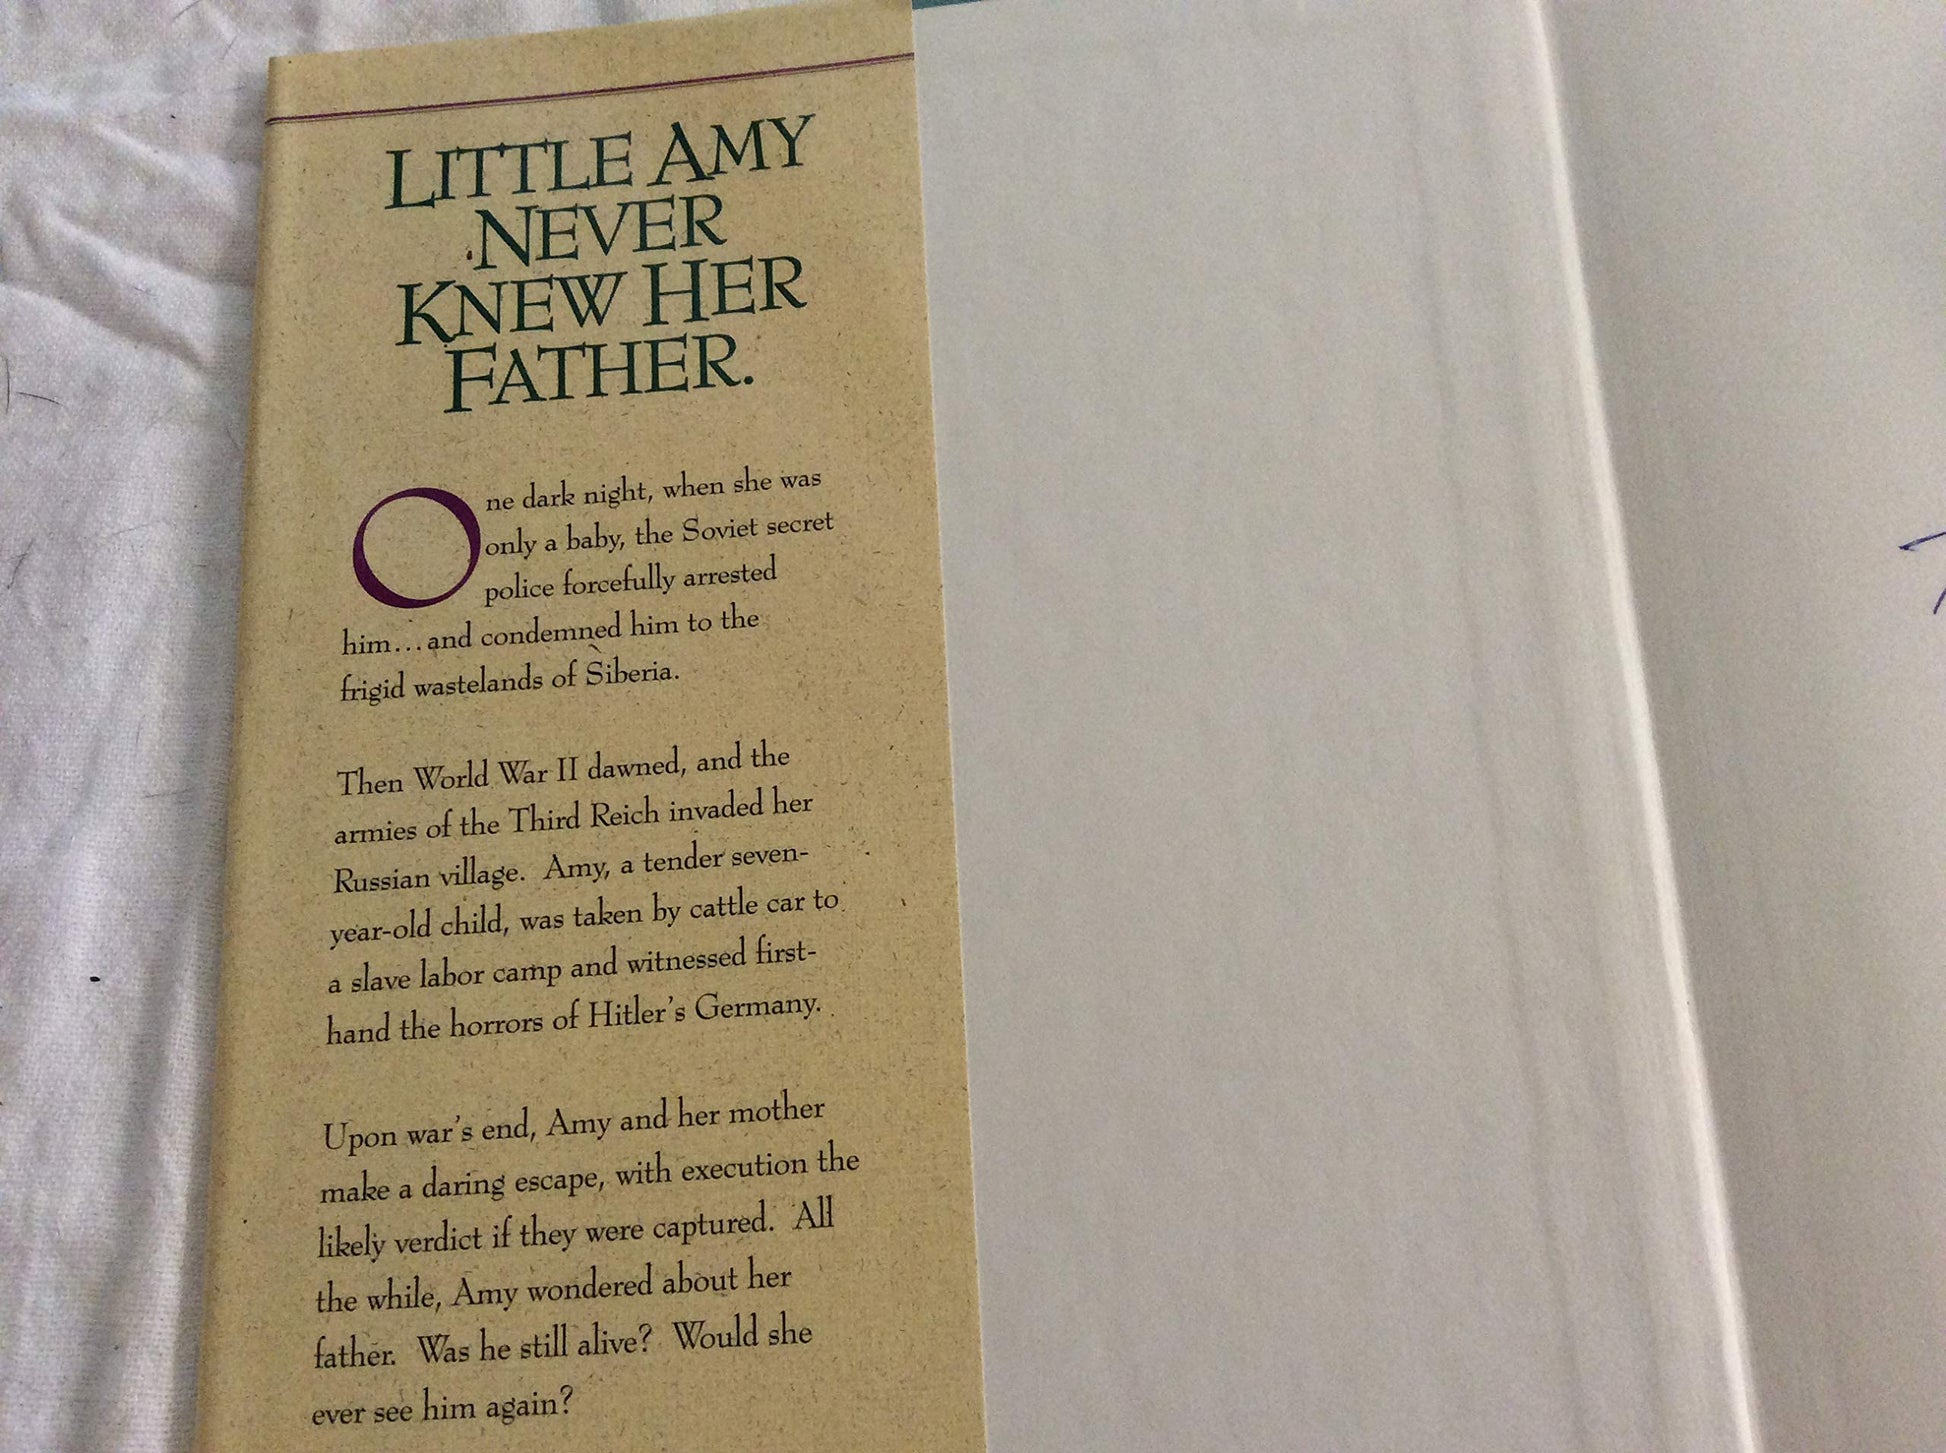 LITTLE AMY
NEVER
KNEW HER
FATHER.
One dark night, when she was
only a baby, the Soviet secret
police forcefully arrested
him...and condemned him to the
frigid wastelands of Siberia.
Then World War II dawned, and the
armies of the Third Reich invaded her
Russian village. Amy, a tender seven-
year-old child, was taken by cattle car to
a slave labor camp and witnessed first-
hand the horrors of Hitler's Germany.
Upon war's end, Amy and her mother
make a daring escape, with execution the
likely verdict if they were captured. All
the while, Amy wondered about her
father. Was he still alive? Would she
ever see him again?